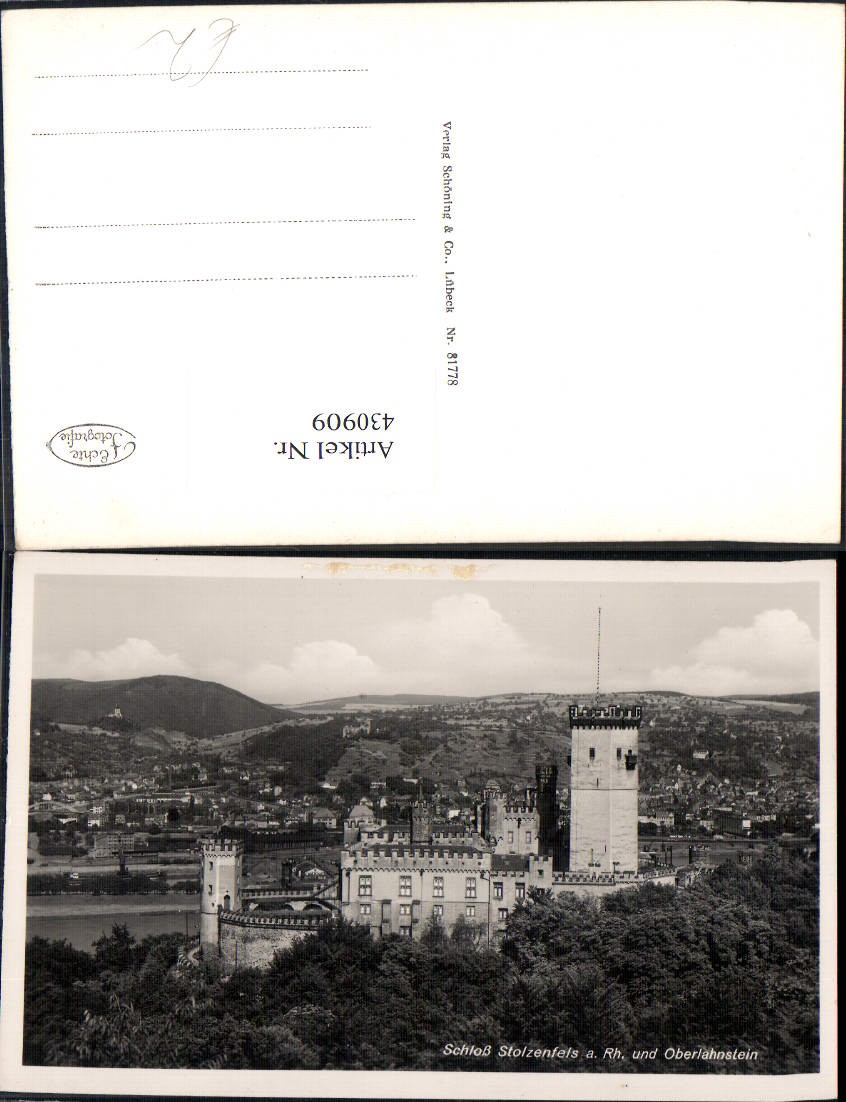 Verlag Schöning & Co., Lübeck Nr. 81778
Artikel Nr.
430909
Echte
Fotografie
Schloß Stolzenfels a. Rh. und Oberlahnstein